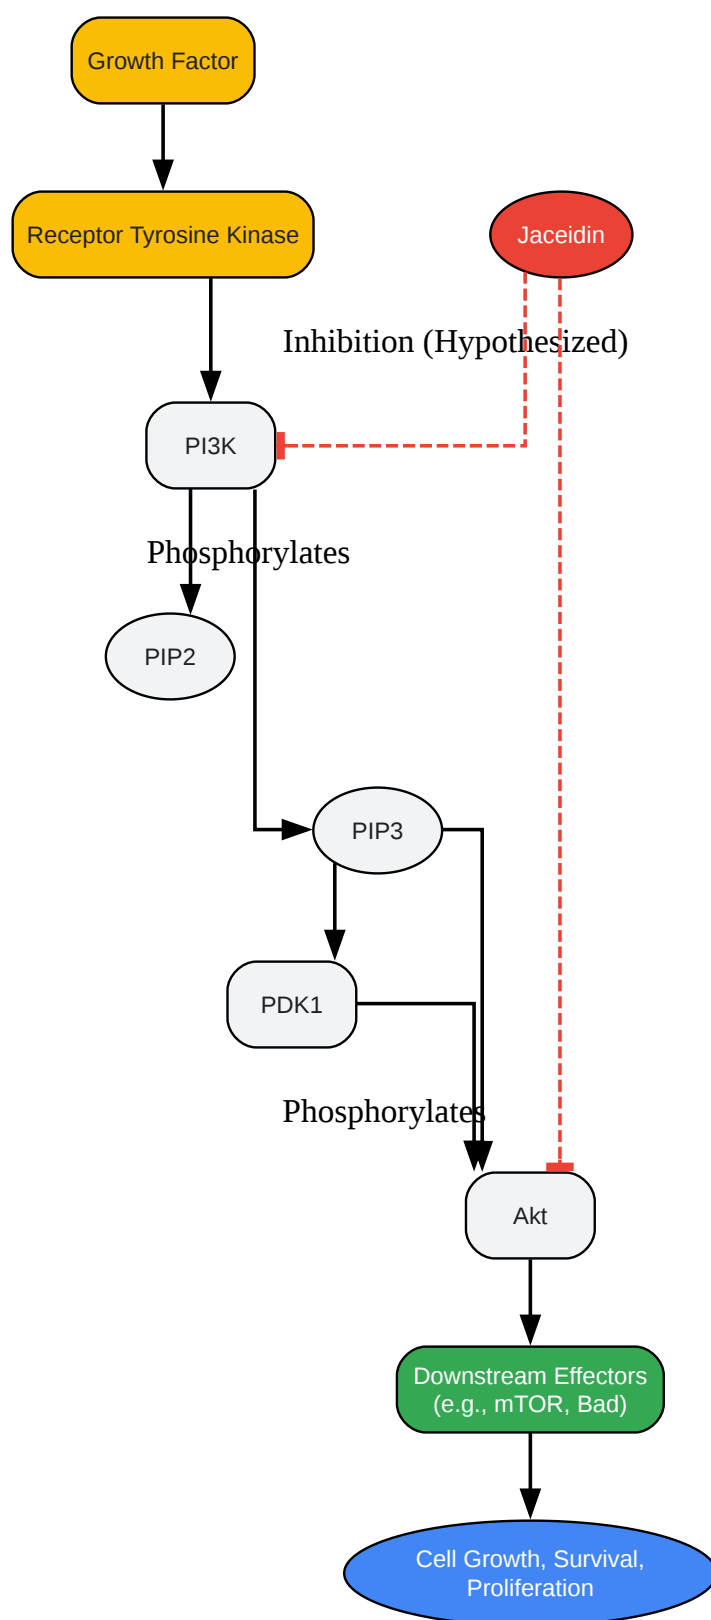 Growth Factor
Receptor Tyrosine Kinase
Jaceidin
Inhibition (Hypothesized)
PI3K
Phosphorylates
PIP2
PIP3
PDK1
Phosphorylates
Akt
Downstream Effectors
(e.g., mTOR, Bad)
Cell Growth, Survival,
Proliferation